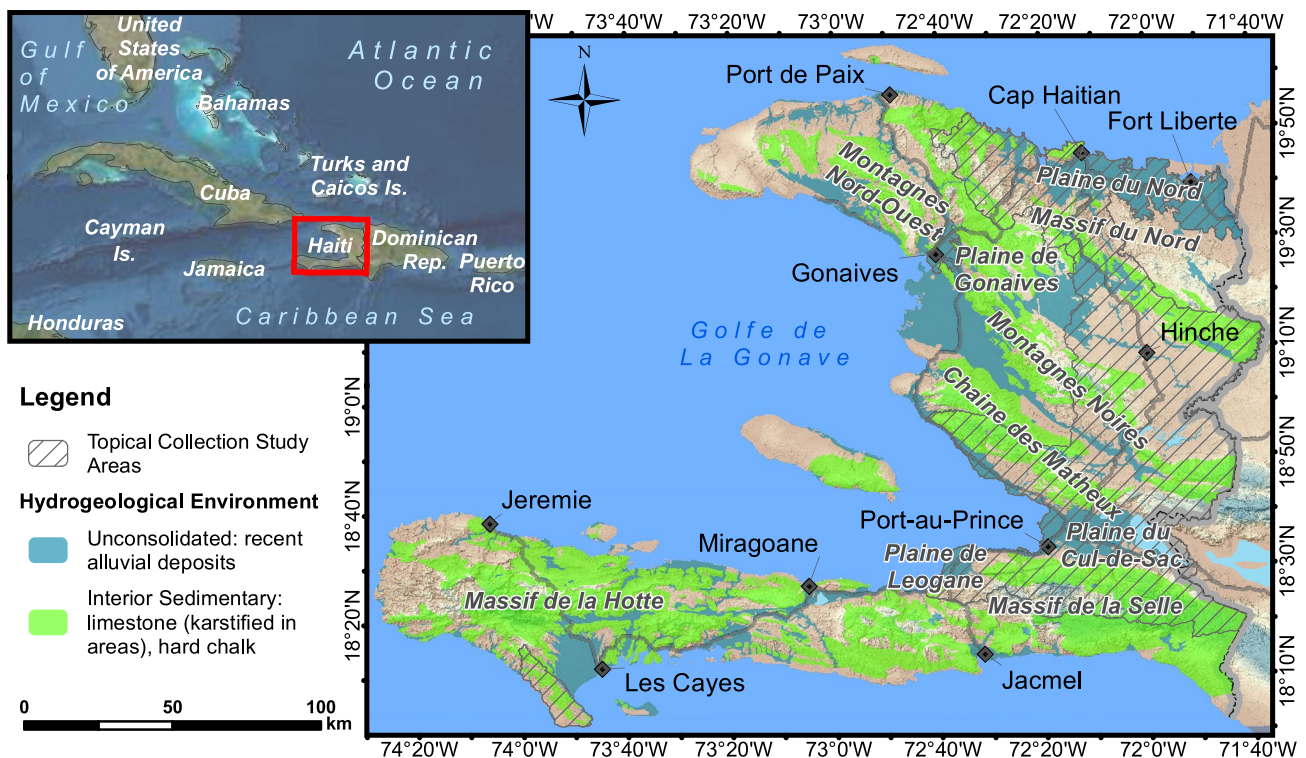 United
States
of America
Gulf
of
Mexico
Atlantic
Ocean
Bahamas
Turks and
Caicos Is.
Cuba
Cayman
Is.
Haiti
Dominican
Rep.
Puerto
Rico
Jamaica
Caribbean Sea
Honduras
Legend
Topical Collection Study
Areas
Hydrogeological Environment
Unconsolidated: recent
alluvial deposits
Interior Sedimentary:
limestone (karstified in
areas), hard chalk
0 50 100
km
73°40'W 73°20'W 73°0'W 72°40'W 72°20'W 72°0'W 71°40'W
N
Port de Paix
Cap Haitian
Fort Liberte
Montagnes
Nord-Ouest
Plaine du Nord
Massif du Nord
Gonaives
Plaine de
Gonaives
Golfe de
La Gonave
Hinche
Montagnes Noires
Chaine des Matheux
Jeremie
Port-au-Prince
Miragoane
Plaine de
Leogane
Plaine du
Cul-de-Sac
Massif de la Hotte
Massif de la Selle
Les Cayes
Jacmel
19°0'N
18°40'N
18°20'N
19°50'N
19°30'N
19°10'N
18°50'N
18°30'N
18°10'N
74°20'W 74°0'W 73°40'W 73°20'W 73°0'W 72°40'W 72°20'W 72°0'W 71°40'W